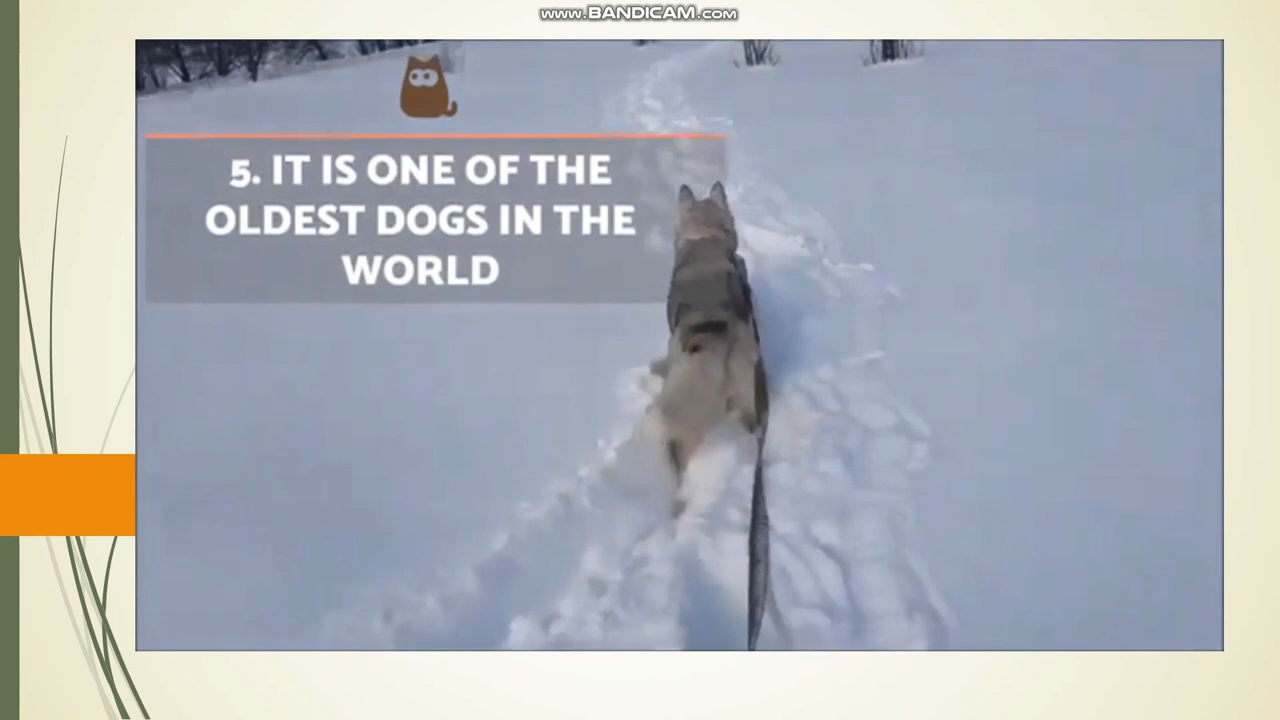 www.BANDICAM.com
5. IT IS ONE OF THE
OLDEST DOGS IN THE
WORLD